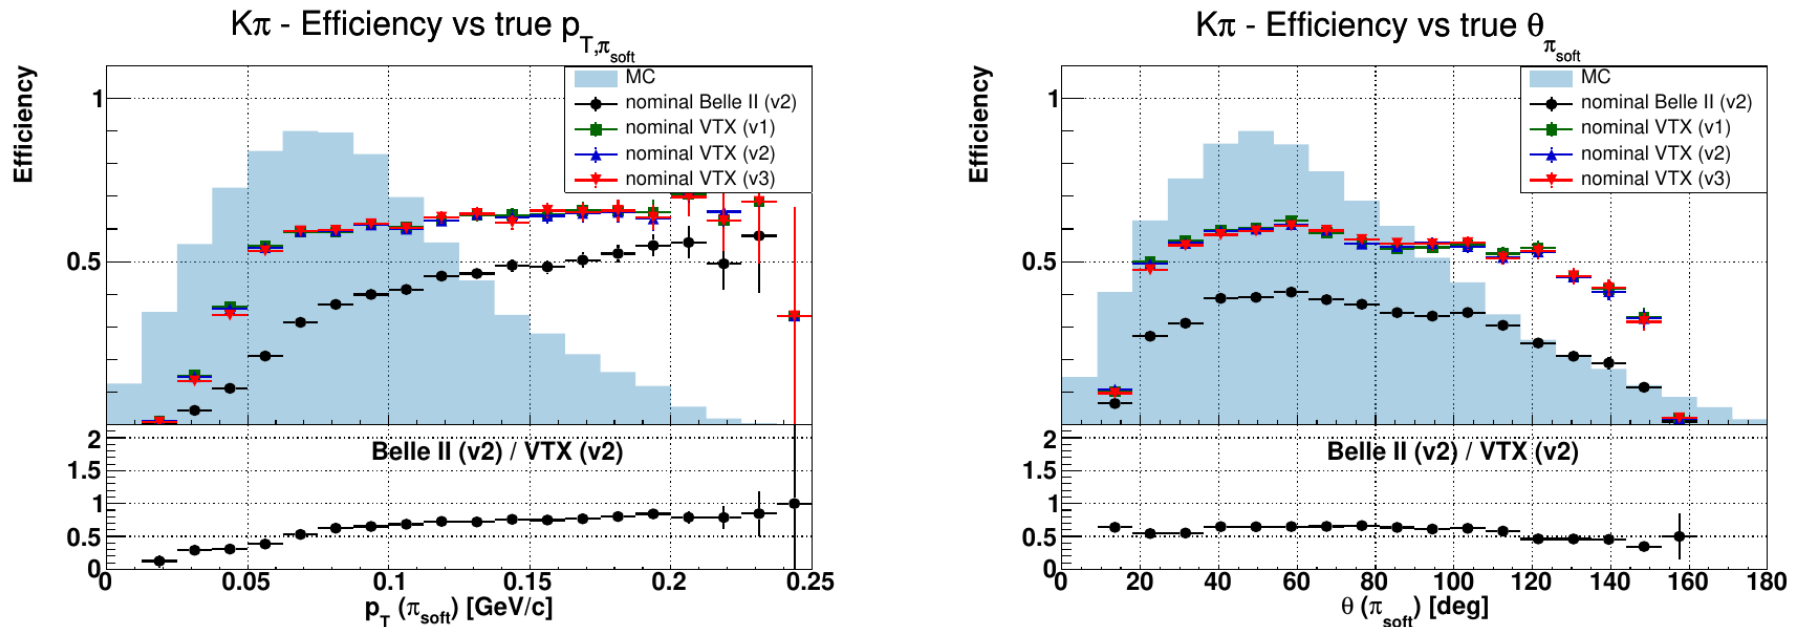 Kπ - Efficiency vs true p_T,π_soft
Efficiency
1
0.5
MC
nominal Belle II (v2)
nominal VTX (v1)
nominal VTX (v2)
nominal VTX (v3)
Belle II (v2) / VTX (v2)
2
1.5
1
0.5
0
0 0.05 0.1 0.15 0.2 0.25
p_T (π_soft) [GeV/c]
Kπ - Efficiency vs true θ_π_soft
Efficiency
1
0.5
MC
nominal Belle II (v2)
nominal VTX (v1)
nominal VTX (v2)
nominal VTX (v3)
Belle II (v2) / VTX (v2)
2
1.5
1
0.5
0
0 20 40 60 80 100 120 140 160 180
θ (π_soft) [deg]